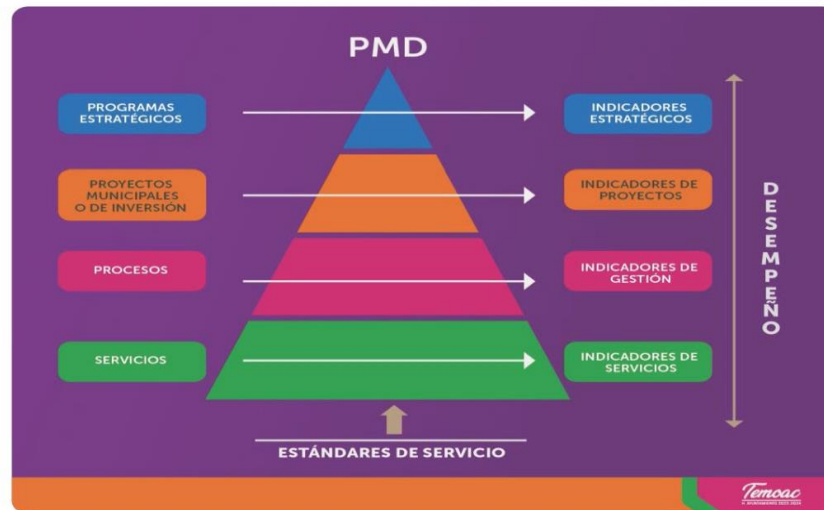 PMD
PROGRAMAS
ESTRATÉGICOS
INDICADORES
ESTRATÉGICOS
PROYECTOS
MUNICIPALES
O DE INVERSIÓN
INDICADORES DE
PROYECTOS
PROCESOS
INDICADORES DE
GESTIÓN
SERVICIOS
INDICADORES DE
SERVICIOS
DESEMPEÑO
ESTÁNDARES DE SERVICIO
Temoac